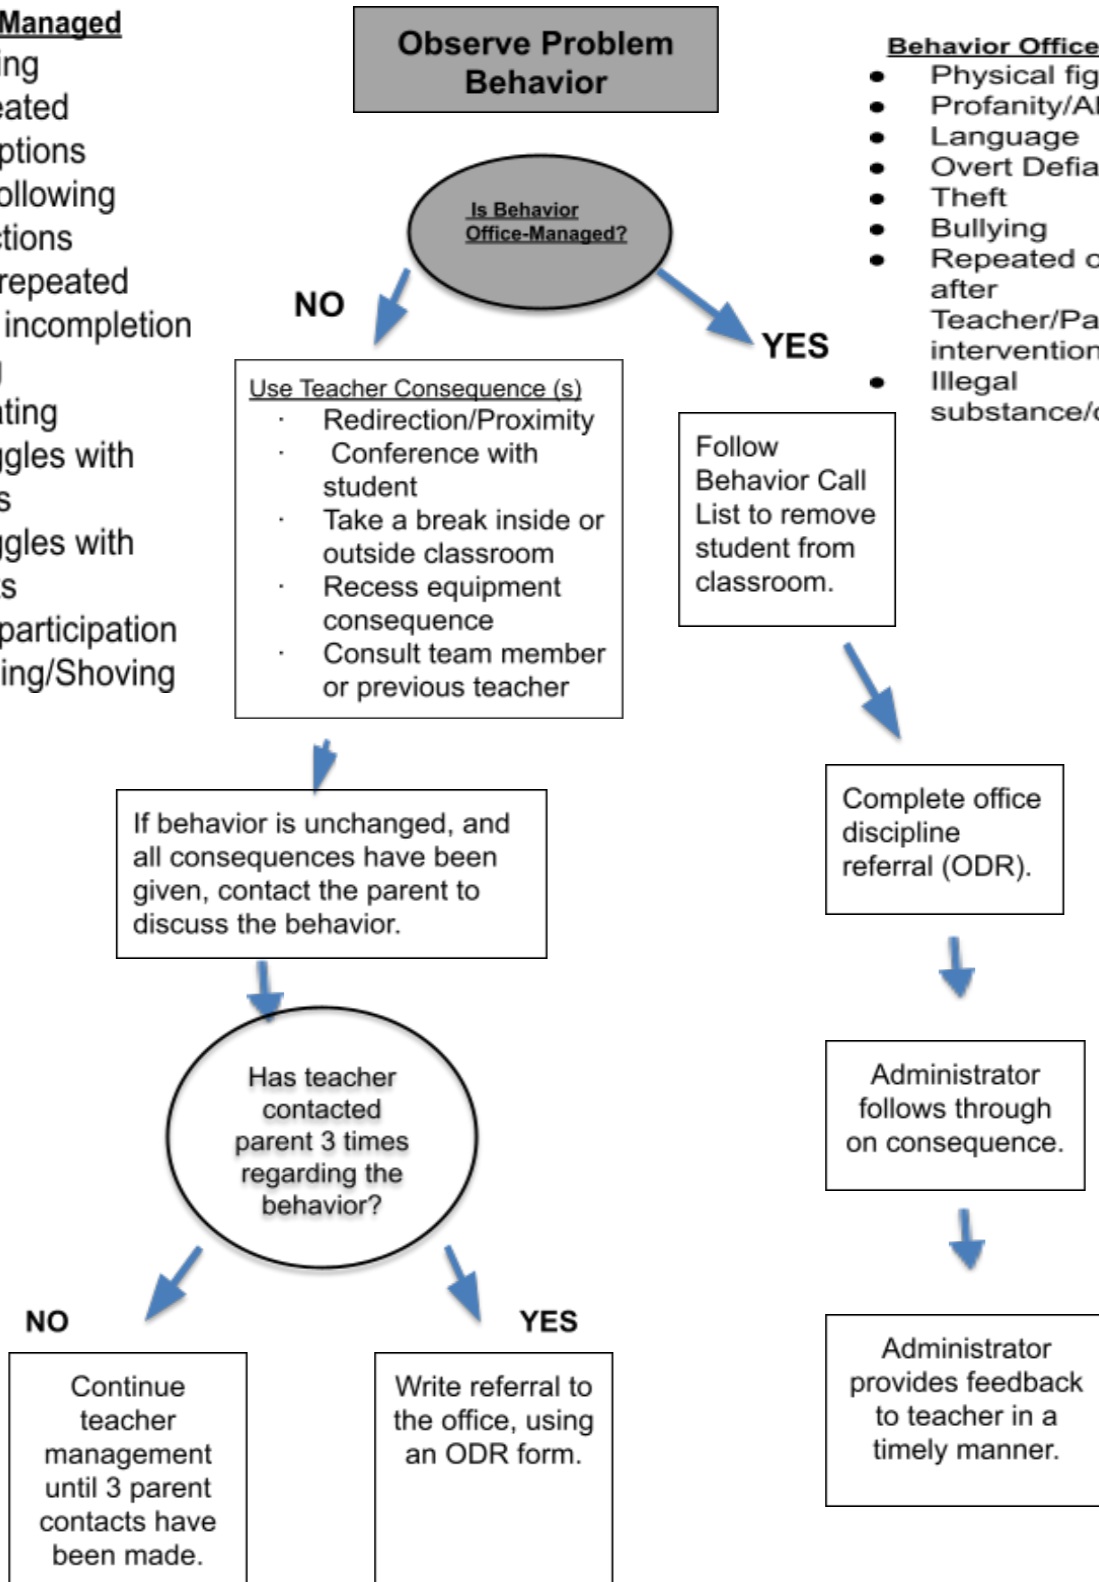 Managed
ing
eated
ptions
ollowing
ctions
repeated
incompletion
g
ating
ggles with
s
ggles with
ts
participation
ing/Shoving
Observe Problem
Behavior
Is Behavior
Office-Managed?
NO
YES
Behavior Office
● Physical fig
● Profanity/A
● Language
● Overt Defia
● Theft
● Bullying
● Repeated o
after
Teacher/Pa
intervention
● Illegal
substance/
Use Teacher Consequence (s)
· Redirection/Proximity
· Conference with
student
· Take a break inside or
outside classroom
· Recess equipment
consequence
· Consult team member
or previous teacher
Follow
Behavior Call
List to remove
student from
classroom.
If behavior is unchanged, and
all consequences have been
given, contact the parent to
discuss the behavior.
Complete office
discipline
referral (ODR).
Has teacher
contacted
parent 3 times
regarding the
behavior?
Administrator
follows through
on consequence.
NO
YES
Continue
teacher
management
until 3 parent
contacts have
been made.
Write referral to
the office, using
an ODR form.
Administrator
provides feedback
to teacher in a
timely manner.